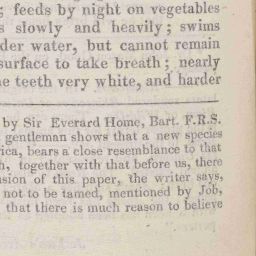 ; feeds by night on vegetables
slowly and heavily; swims
der water, but cannot remain
surface to take breath; nearly
e teeth very white, and harder
by Sir Everard Home, Bart. F.R.S.
gentleman shows that a new species
ica, bears a close resemblance to that
h, together with that before us, there
sion of this paper, the writer says,
not to be tamed, mentioned by Job,
that there is much reason to believe